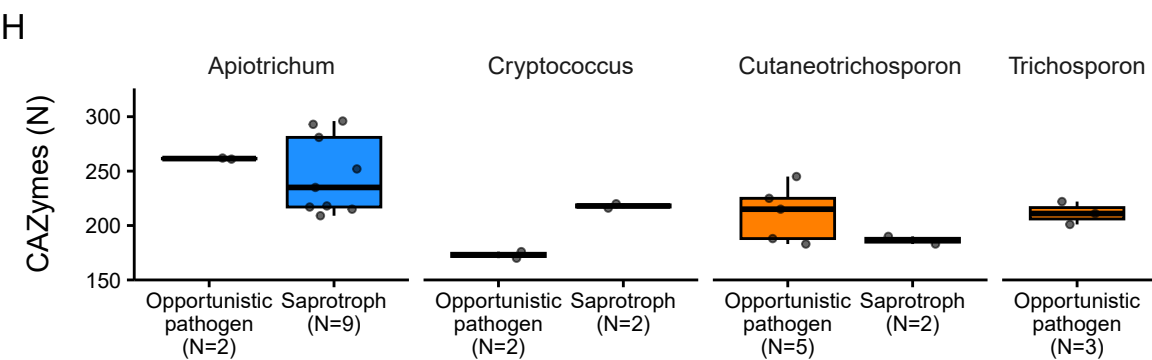 H
Apiotrichum
Cryptococcus
Cutaneotrichosporon
Trichosporon
CAZymes (N)
300
250
200
150
Opportunistic
pathogen
(N=2)
Saprotroph
(N=9)
Opportunistic
pathogen
(N=2)
Saprotroph
(N=2)
Opportunistic
pathogen
(N=5)
Saprotroph
(N=2)
Opportunistic
pathogen
(N=3)